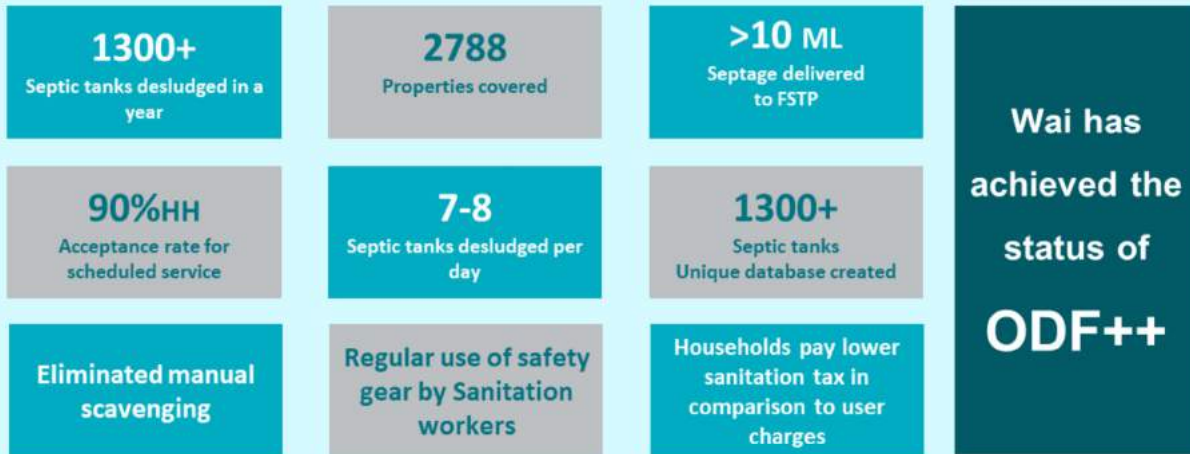 1300+
Septic tanks desludged in a
year
2788
Properties covered
>10 ML
Septage delivered
to FSTP
90%HH
Acceptance rate for
scheduled service
7-8
Septic tanks desludged per
day
1300+
Septic tanks
Unique database created
Eliminated manual
scavenging
Regular use of safety
gear by Sanitation
workers
Households pay lower
sanitation tax in
comparison to user
charges
Wai has
achieved the
status of
ODF++